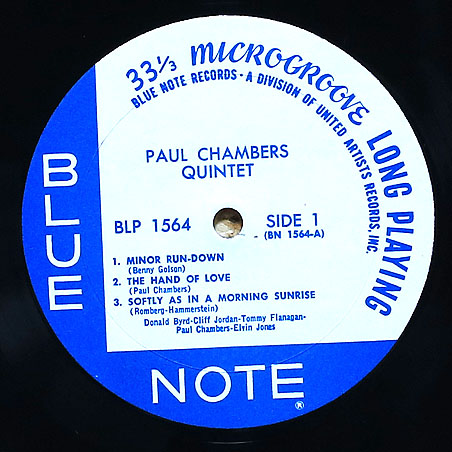 33 1/3 MICROGROOVE LONG PLAYING
BLUE NOTE RECORDS · A DIVISION OF UNITED ARTISTS RECORDS, INC.
PAUL CHAMBERS
QUINTET
BLP 1564
SIDE 1
(BN 1564-A)
1. MINOR RUN-DOWN
(Benny Golson)
2. THE HAND OF LOVE
(Paul Chambers)
3. SOFTLY AS IN A MORNING SUNRISE
(Romberg-Hammerstein)
Donald Byrd-Cliff Jordan-Tommy Flanagan-
Paul Chambers-Elvin Jones
BLUE
NOTE ®